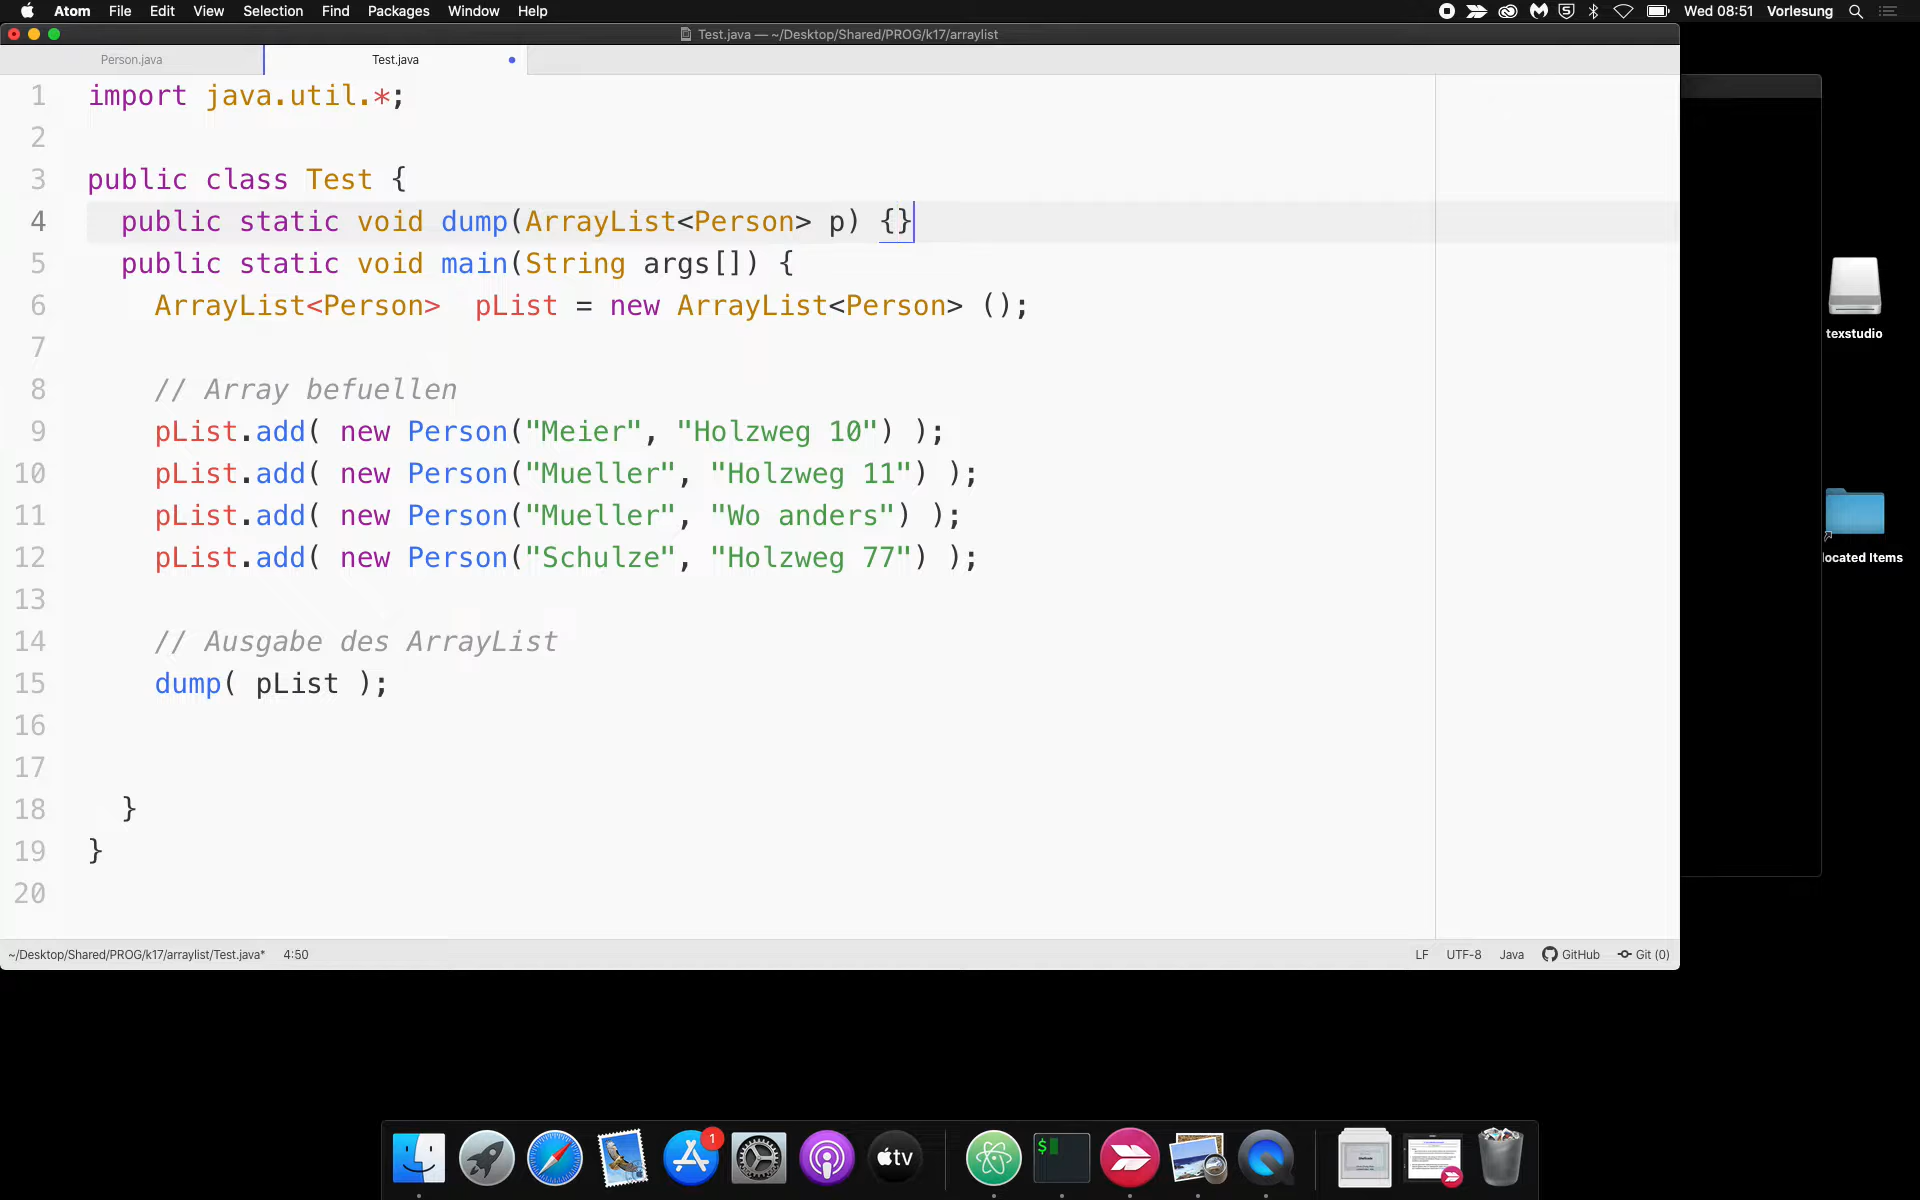 Atom File Edit View Selection Find Packages Window Help Wed 08:51 Vorlesung
Test.java — ~/Desktop/Shared/PROG/k17/arraylist
Person.java Test.java
1 import java.util.*;
2
3 public class Test {
4 public static void dump(ArrayList<Person> p) {}
5 public static void main(String args[]) {
6 ArrayList<Person>  pList = new ArrayList<Person> ();
7
8 // Array befuellen
9 pList.add( new Person("Meier", "Holzweg 10") );
10 pList.add( new Person("Mueller", "Holzweg 11") );
11 pList.add( new Person("Mueller", "Wo anders") );
12 pList.add( new Person("Schulze", "Holzweg 77") );
13
14 // Ausgabe des ArrayList
15 dump( pList );
16
17
18 }
19 }
20
texstudio
located Items
~/Desktop/Shared/PROG/k17/arraylist/Test.java* 4:50 LF UTF-8 Java GitHub Git (0)
1
tv
$